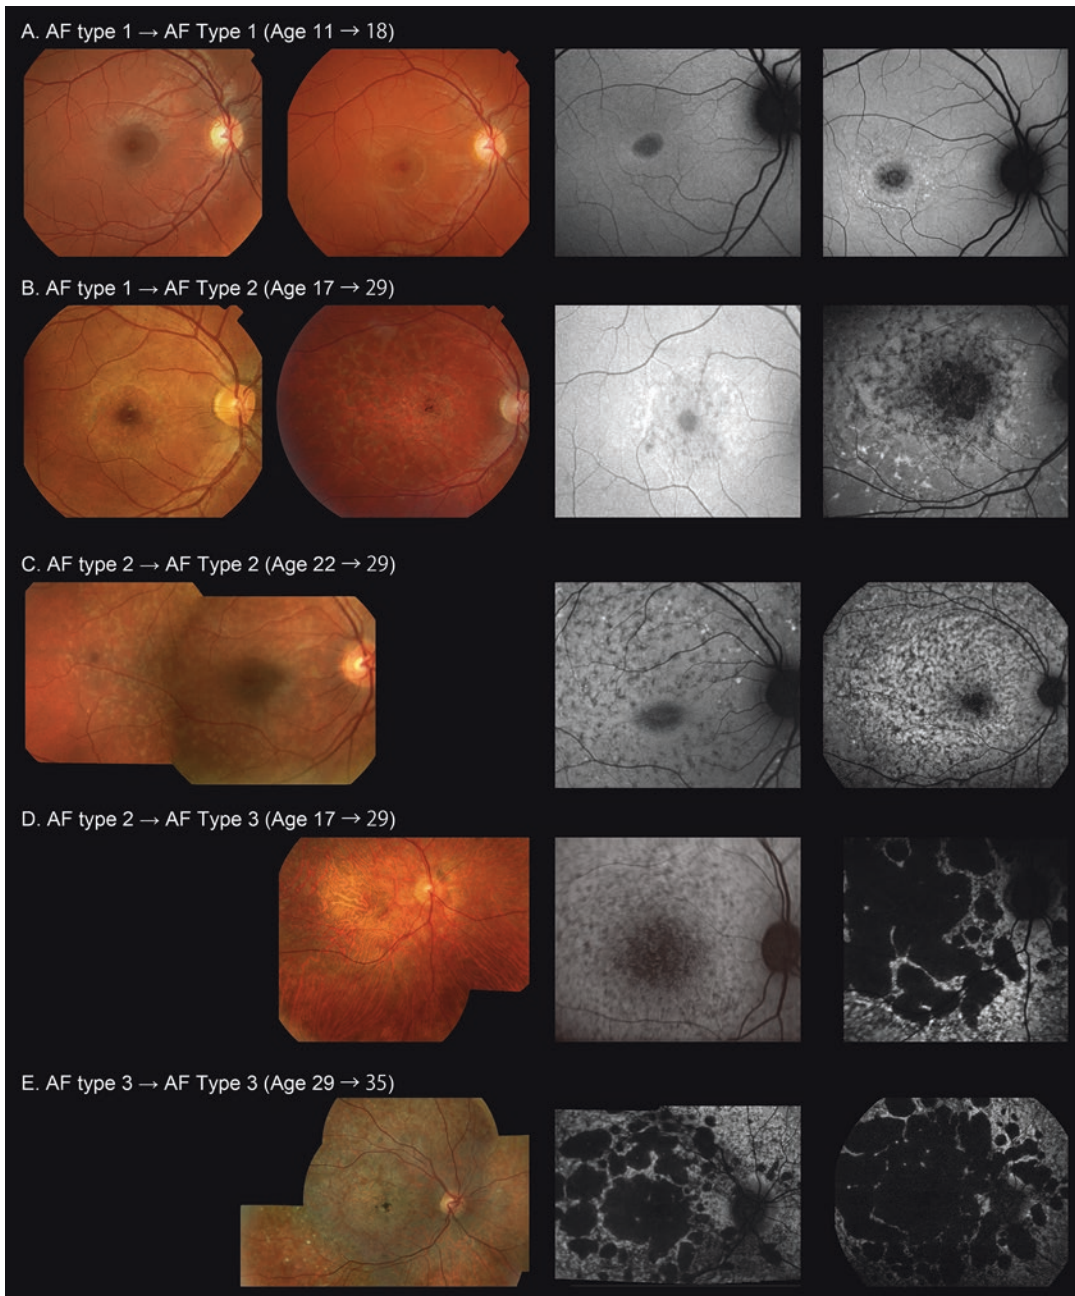 A. AF type 1 → AF Type 1 (Age 11 → 18)
B. AF type 1 → AF Type 2 (Age 17 → 29)
C. AF type 2 → AF Type 2 (Age 22 → 29)
D. AF type 2 → AF Type 3 (Age 17 → 29)
E. AF type 3 → AF Type 3 (Age 29 → 35)